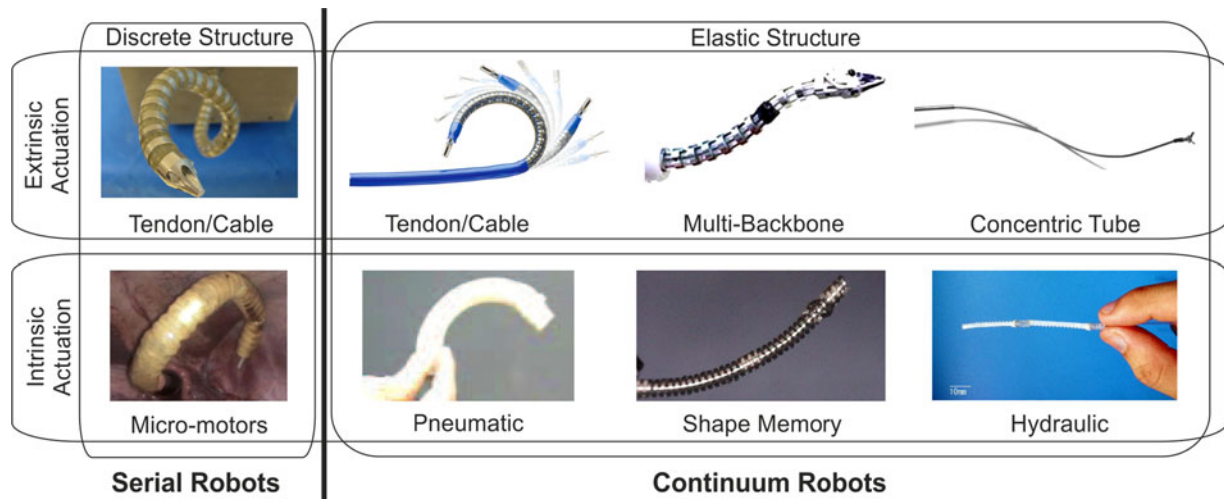 Discrete Structure
Elastic Structure
Extrinsic
Actuation
Tendon/Cable
Tendon/Cable
Multi-Backbone
Concentric Tube
Intrinsic
Actuation
10mm
Micro-motors
Pneumatic
Shape Memory
Hydraulic
Serial Robots
Continuum Robots